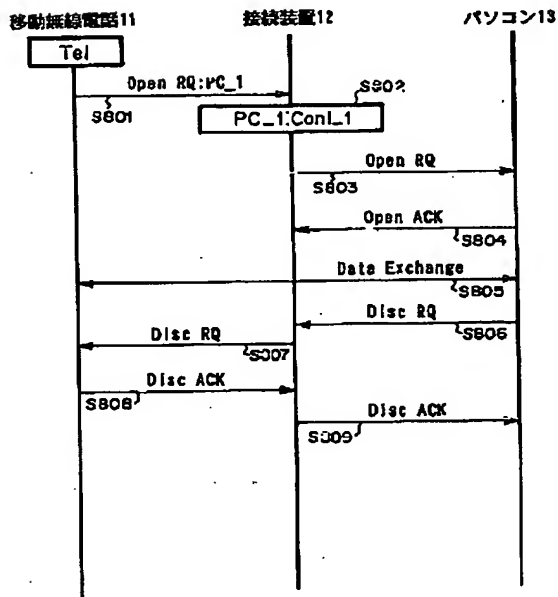 移動無線電話11 接続装置12 パソコン13
Tel
Open RQ:PC_1
S801
S802
PC_1:Conl_1
Open RQ
S803
Open ACK
S804
Data Exchange
S805
Disc RQ
S806
Disc RQ
S807
Disc ACK
S808
Disc ACK
S809